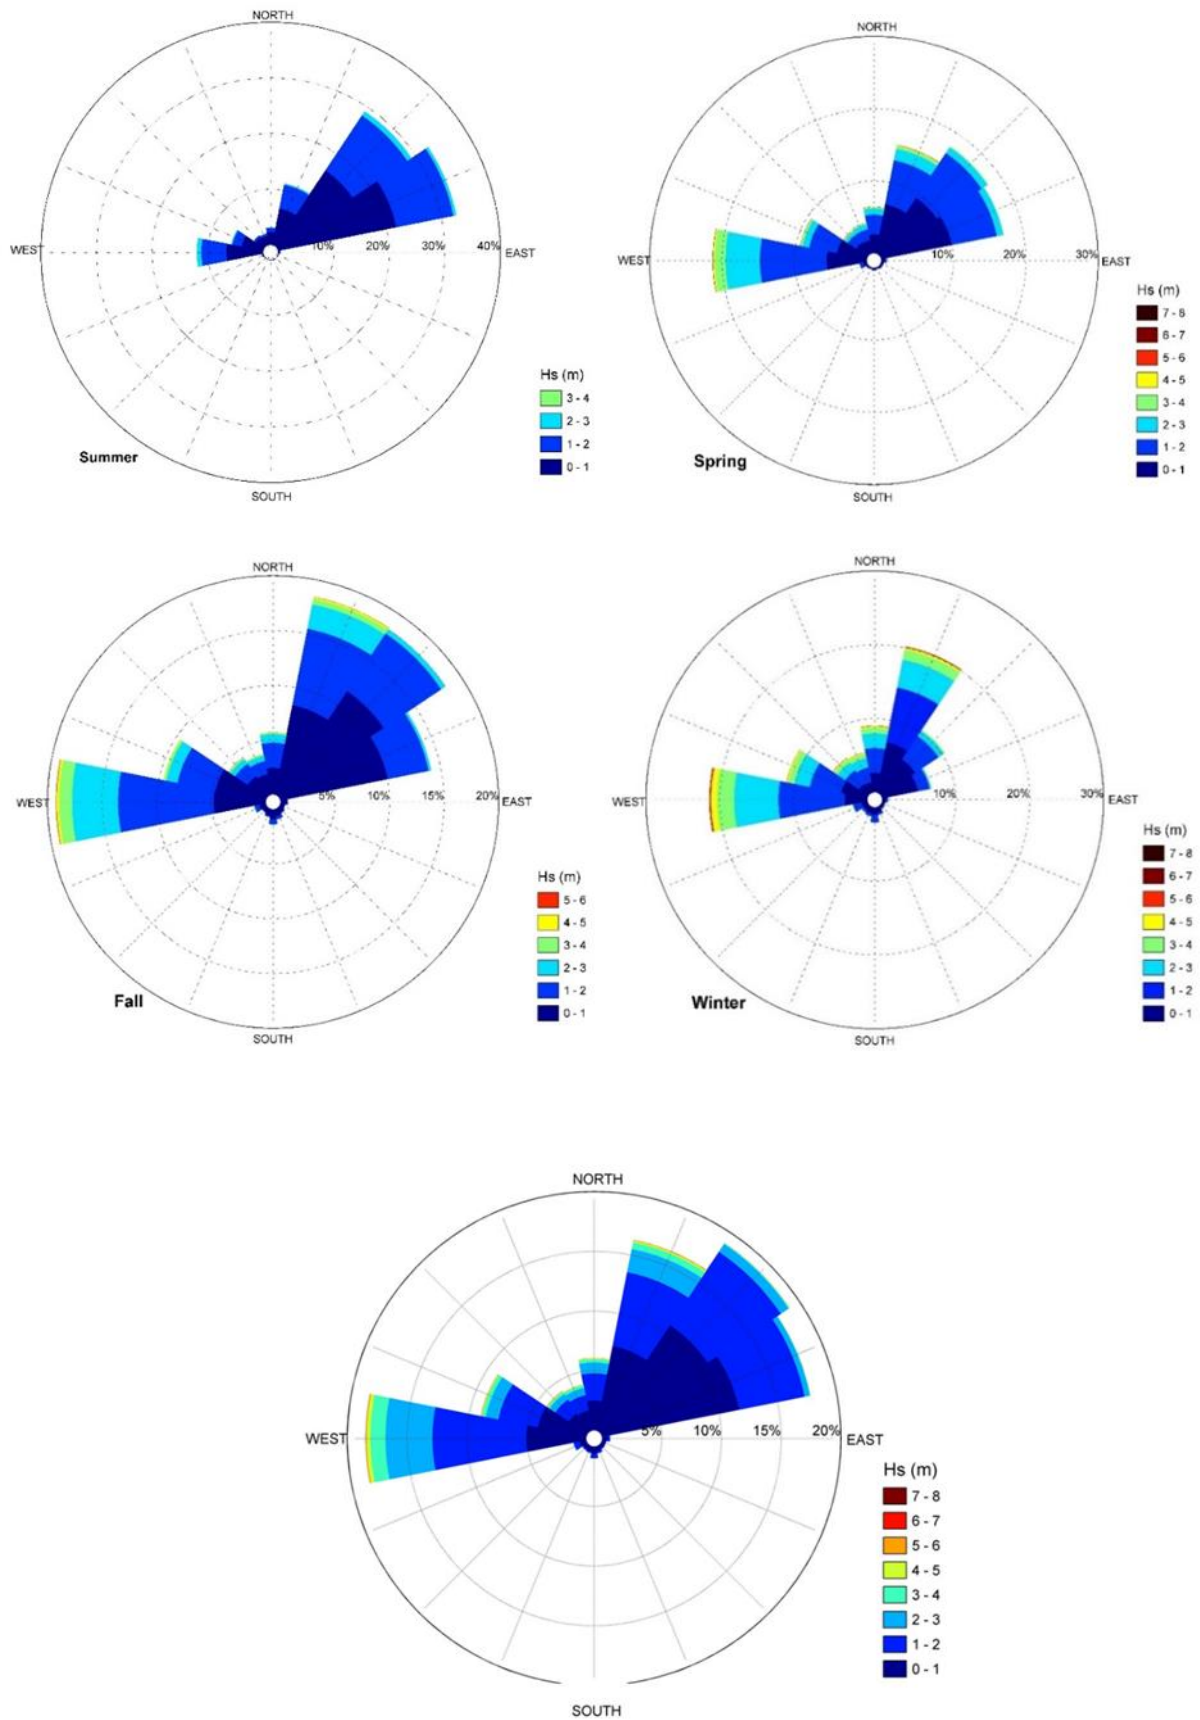 NORTH
WEST
10%
20%
30%
40%
EAST
SOUTH
Summer
Hs (m)
3 - 4
2 - 3
1 - 2
0 - 1
NORTH
WEST
10%
20%
30%
EAST
SOUTH
Spring
Hs (m)
7 - 8
6 - 7
5 - 6
4 - 5
3 - 4
2 - 3
1 - 2
0 - 1
NORTH
WEST
5%
10%
15%
20%
EAST
SOUTH
Fall
Hs (m)
5 - 6
4 - 5
3 - 4
2 - 3
1 - 2
0 - 1
NORTH
WEST
10%
20%
30%
EAST
SOUTH
Winter
Hs (m)
7 - 8
6 - 7
5 - 6
4 - 5
3 - 4
2 - 3
1 - 2
0 - 1
NORTH
WEST
5%
10%
15%
20%
EAST
SOUTH
Hs (m)
7 - 8
6 - 7
5 - 6
4 - 5
3 - 4
2 - 3
1 - 2
0 - 1